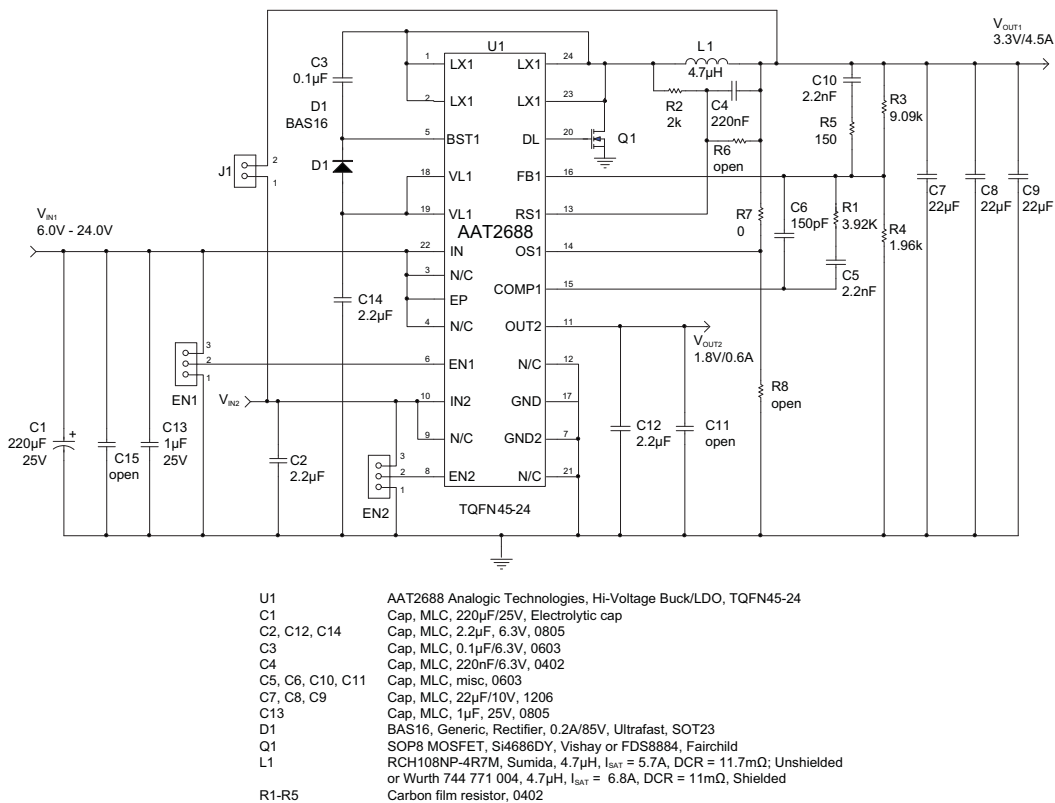 U1
L1
4.7µH
V_OUT1
3.3V/4.5A
C3
0.1µF
1 LX1
LX1 24
2 LX1
LX1 23
R2
2k
C4
220nF
C10
2.2nF
R5
150
R3
9.09k
D1
BAS16
5 BST1
DL 20
Q1
R6
open
D1
J1
2
1
18 VL1
FB1 16
19 VL1
RS1 13
AAT2688
R7
0
C6
150pF
R1
3.92K
R4
1.96k
C7
22µF
C8
22µF
C9
22µF
V_IN1
6.0V - 24.0V
22 IN
OS1 14
3 N/C
COMP1 15
C5
2.2nF
EP
C14
2.2µF
4 N/C
OUT2 11
V_OUT2
1.8V/0.6A
3
2
1
EN1
6 EN1
N/C 12
R8
open
V_IN2
10 IN2
GND 17
C1
220µF
25V
+
C15
open
C13
1µF
25V
9 N/C
GND2 7
C12
2.2µF
C11
open
C2
2.2µF
3
2
1
EN2
8 EN2
N/C 21
TQFN45-24
U1 AAT2688 Analogic Technologies, Hi-Voltage Buck/LDO, TQFN45-24
C1 Cap, MLC, 220µF/25V, Electrolytic cap
C2, C12, C14 Cap, MLC, 2.2µF, 6.3V, 0805
C3 Cap, MLC, 0.1µF/6.3V, 0603
C4 Cap, MLC, 220nF/6.3V, 0402
C5, C6, C10, C11 Cap, MLC, misc, 0603
C7, C8, C9 Cap, MLC, 22µF/10V, 1206
C13 Cap, MLC, 1µF, 25V, 0805
D1 BAS16, Generic, Rectifier, 0.2A/85V, Ultrafast, SOT23
Q1 SOP8 MOSFET, Si4686DY, Vishay or FDS8884, Fairchild
L1 RCH108NP-4R7M, Sumida, 4.7µH, I_SAT = 5.7A, DCR = 11.7mΩ; Unshielded
or Wurth 744 771 004, 4.7µH, I_SAT = 6.8A, DCR = 11mΩ, Shielded
R1-R5 Carbon film resistor, 0402